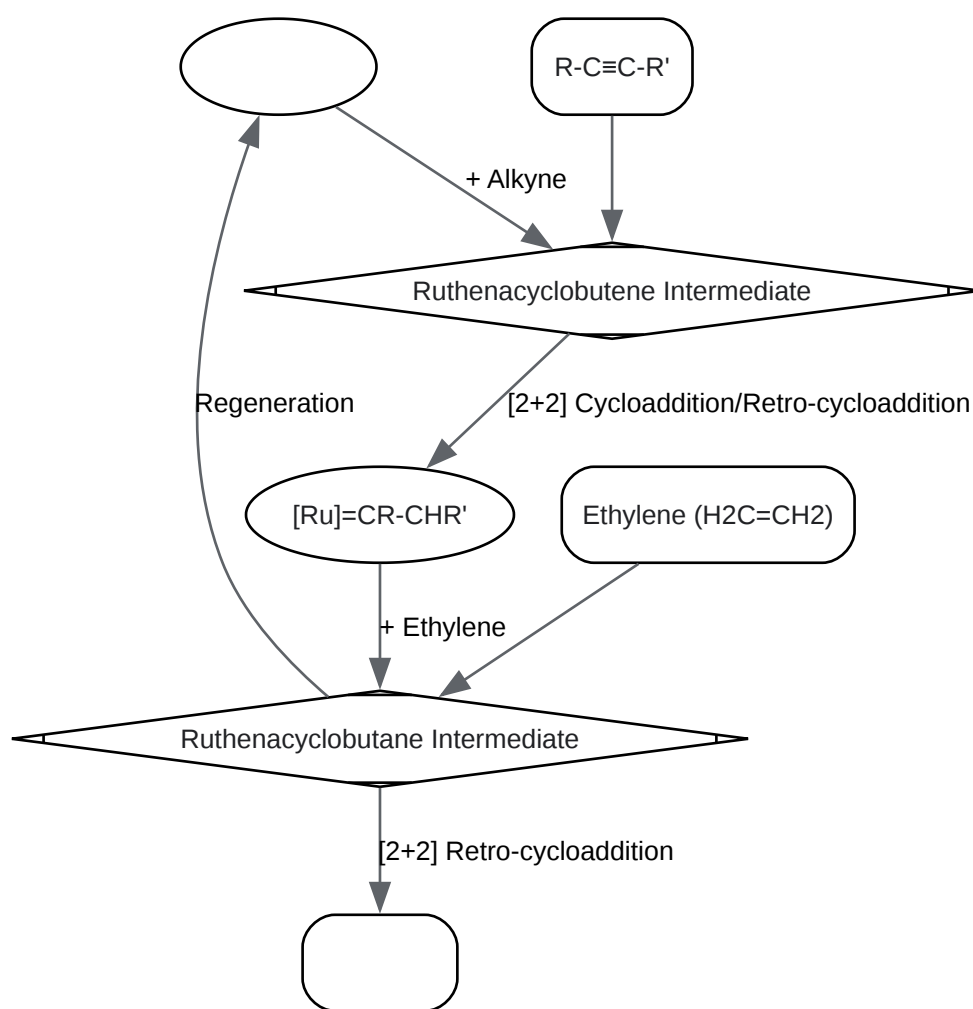 R-C≡C-R'
+ Alkyne
Ruthenacyclobutene Intermediate
Regeneration
[2+2] Cycloaddition/Retro-cycloaddition
[Ru]=CR-CHR'
Ethylene (H2C=CH2)
+ Ethylene
Ruthenacyclobutane Intermediate
[2+2] Retro-cycloaddition